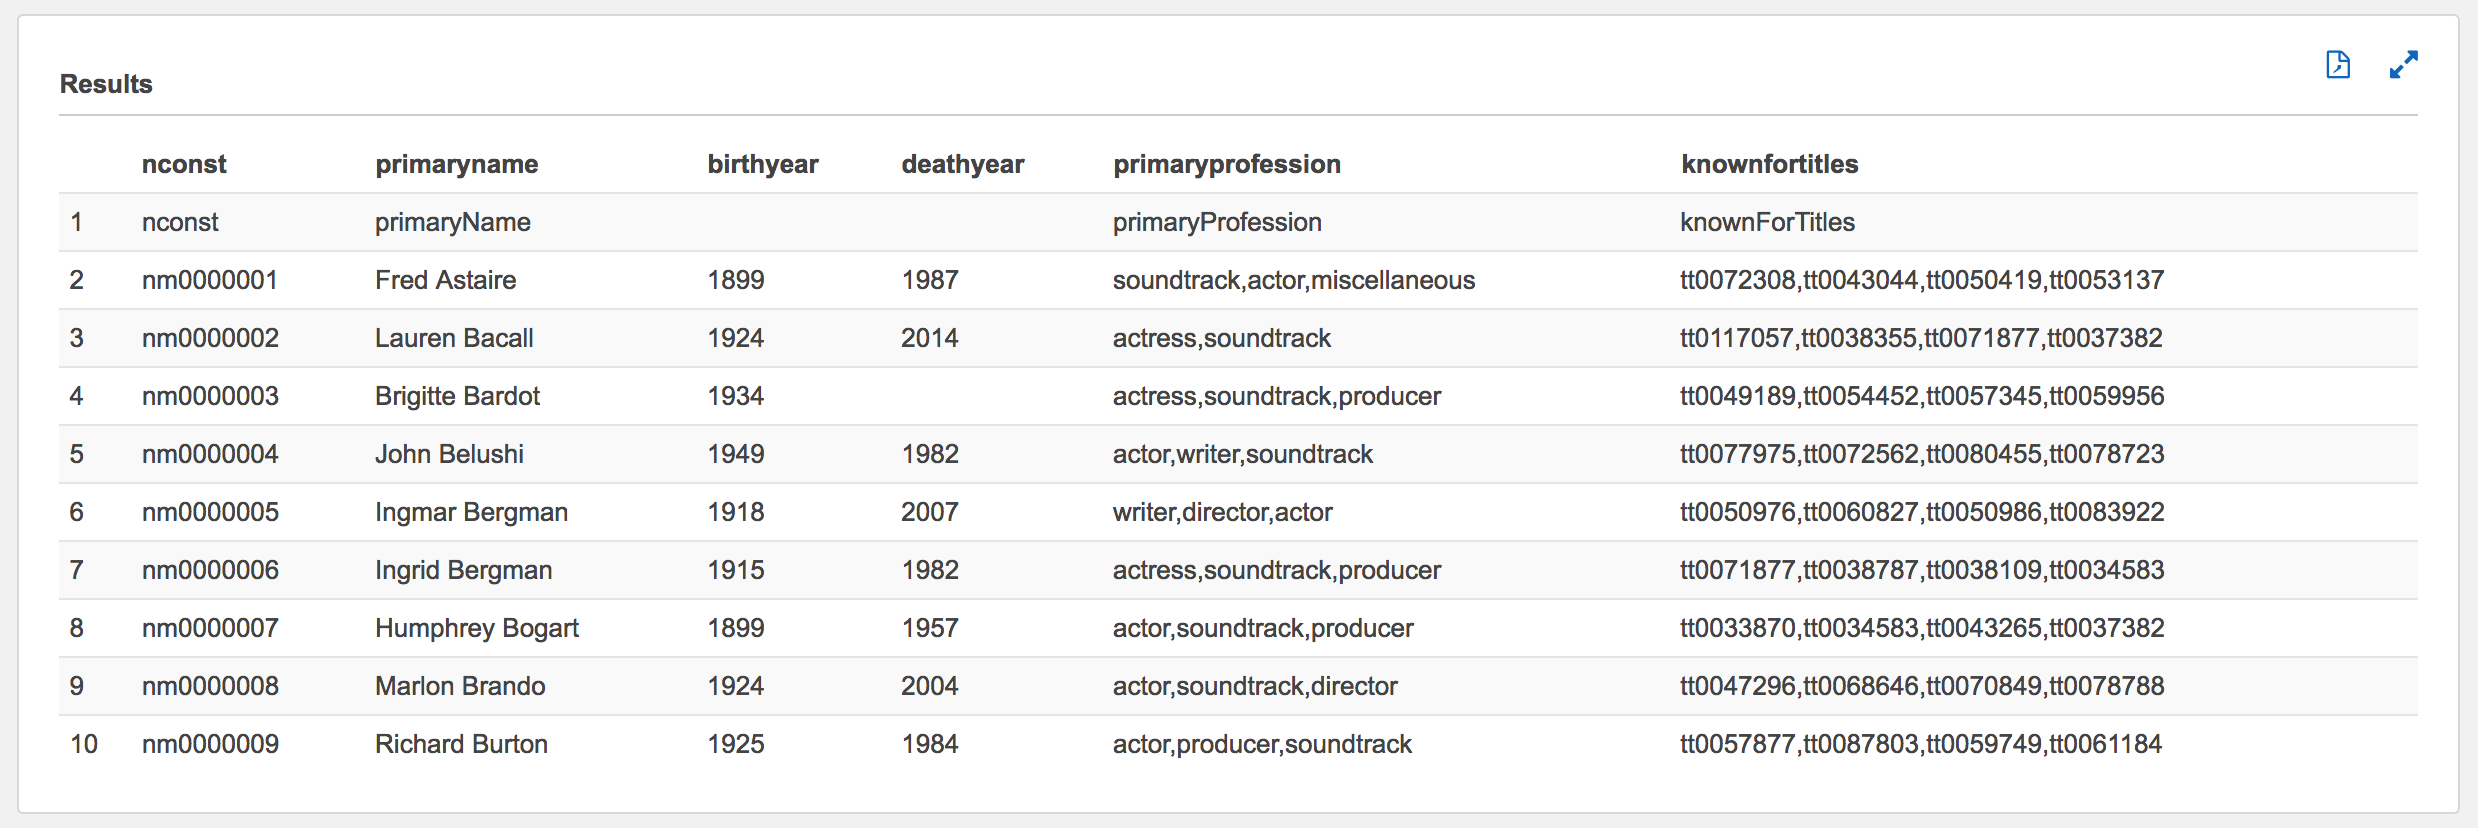 Results
nconst primaryname birthyear deathyear primaryprofession knownfortitles
1 nconst primaryName primaryProfession knownForTitles
2 nm0000001 Fred Astaire 1899 1987 soundtrack,actor,miscellaneous tt0072308,tt0043044,tt0050419,tt0053137
3 nm0000002 Lauren Bacall 1924 2014 actress,soundtrack tt0117057,tt0038355,tt0071877,tt0037382
4 nm0000003 Brigitte Bardot 1934 actress,soundtrack,producer tt0049189,tt0054452,tt0057345,tt0059956
5 nm0000004 John Belushi 1949 1982 actor,writer,soundtrack tt0077975,tt0072562,tt0080455,tt0078723
6 nm0000005 Ingmar Bergman 1918 2007 writer,director,actor tt0050976,tt0060827,tt0050986,tt0083922
7 nm0000006 Ingrid Bergman 1915 1982 actress,soundtrack,producer tt0071877,tt0038787,tt0038109,tt0034583
8 nm0000007 Humphrey Bogart 1899 1957 actor,soundtrack,producer tt0033870,tt0034583,tt0043265,tt0037382
9 nm0000008 Marlon Brando 1924 2004 actor,soundtrack,director tt0047296,tt0068646,tt0070849,tt0078788
10 nm0000009 Richard Burton 1925 1984 actor,producer,soundtrack tt0057877,tt0087803,tt0059749,tt0061184